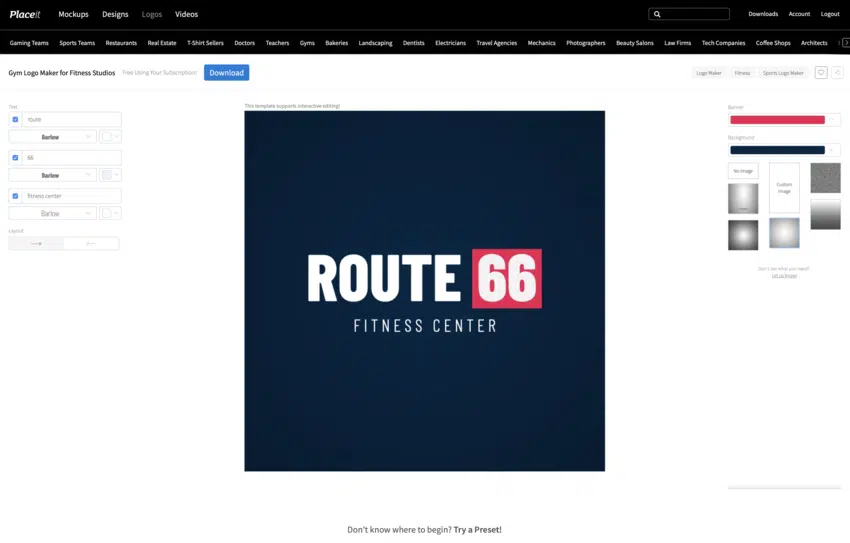 Placeit Mockups Designs Logos Videos Downloads Account Logout
Gaming Teams Sports Teams Restaurants Real Estate T-Shirt Sellers Doctors Teachers Gyms Bakeries Landscaping Dentists Electricians Travel Agencies Mechanics Photographers Beauty Salons Law Firms Tech Companies Coffee Shops Architects
Gym Logo Maker for Fitness Studios Free Using Your Subscription! Download Logo Maker Fitness Sports Logo Maker
This template supports interactive editing!
Text
route
Barlow
66
Barlow
fitness center
Barlow
Layout
ROUTE 66
FITNESS CENTER
Banner
Background
No Image
Custom
Image
Don't see what you need?
Let us know!
Don't know where to begin? Try a Preset!